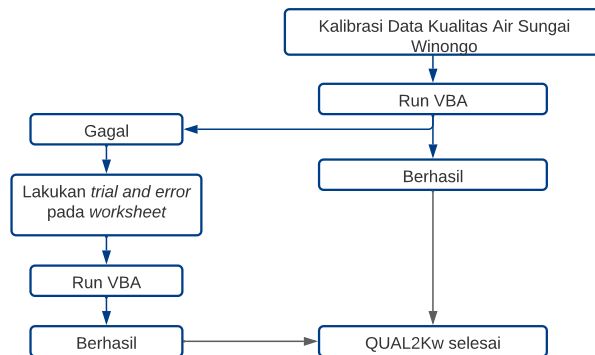 Kalibrasi Data Kualitas Air Sungai
Winongo
Run VBA
Gagal
Berhasil
Lakukan trial and error
pada worksheet
Run VBA
Berhasil
QUAL2Kw selesai